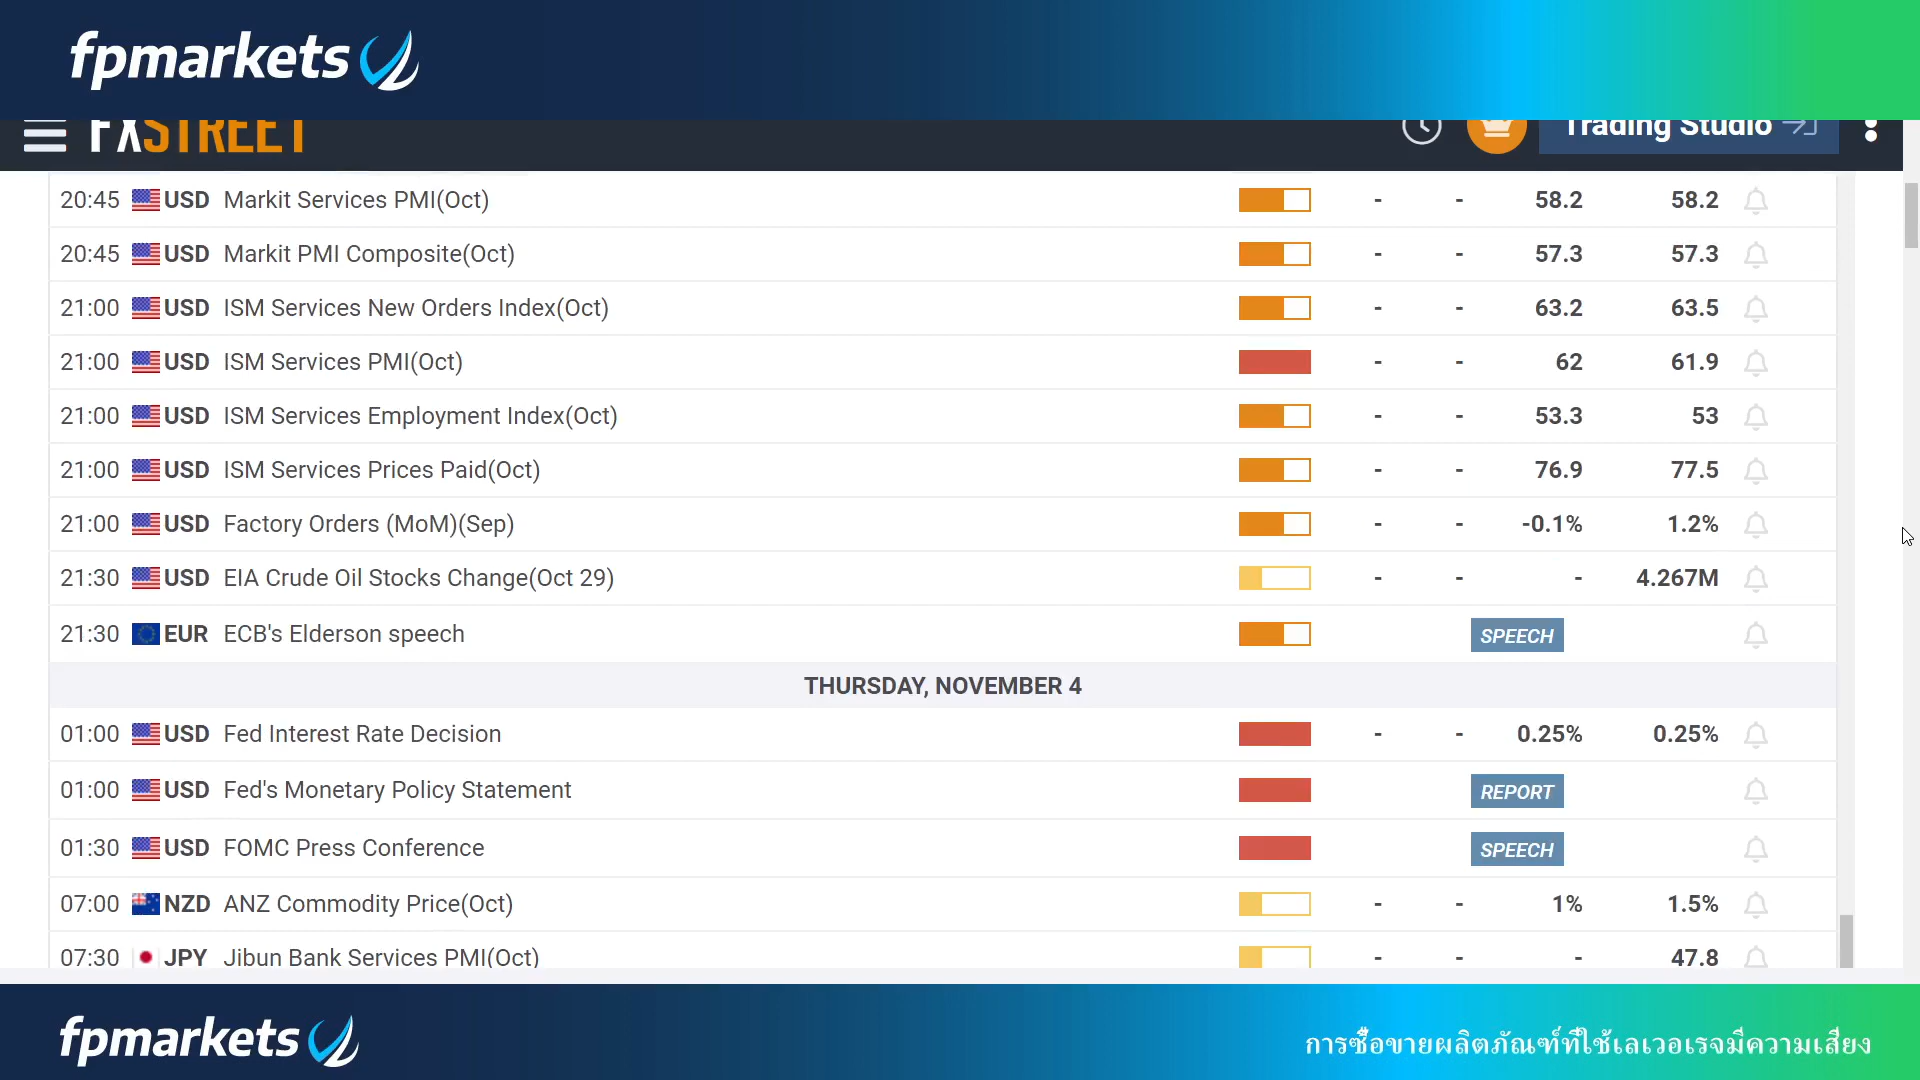 fpmarkets
FXSTREET
Trading Studio
20:45 USD Markit Services PMI(Oct) - - 58.2 58.2
20:45 USD Markit PMI Composite(Oct) - - 57.3 57.3
21:00 USD ISM Services New Orders Index(Oct) - - 63.2 63.5
21:00 USD ISM Services PMI(Oct) - - 62 61.9
21:00 USD ISM Services Employment Index(Oct) - - 53.3 53
21:00 USD ISM Services Prices Paid(Oct) - - 76.9 77.5
21:00 USD Factory Orders (MoM)(Sep) - - -0.1% 1.2%
21:30 USD EIA Crude Oil Stocks Change(Oct 29) - - - 4.267M
21:30 EUR ECB's Elderson speech SPEECH
THURSDAY, NOVEMBER 4
01:00 USD Fed Interest Rate Decision - - 0.25% 0.25%
01:00 USD Fed's Monetary Policy Statement REPORT
01:30 USD FOMC Press Conference SPEECH
07:00 NZD ANZ Commodity Price(Oct) - - 1% 1.5%
07:30 JPY Jibun Bank Services PMI(Oct) - - - 47.8
fpmarkets
การซื้อขายผลิตภัณฑ์ที่ใช้เลเวอเรจมีความเสี่ยง